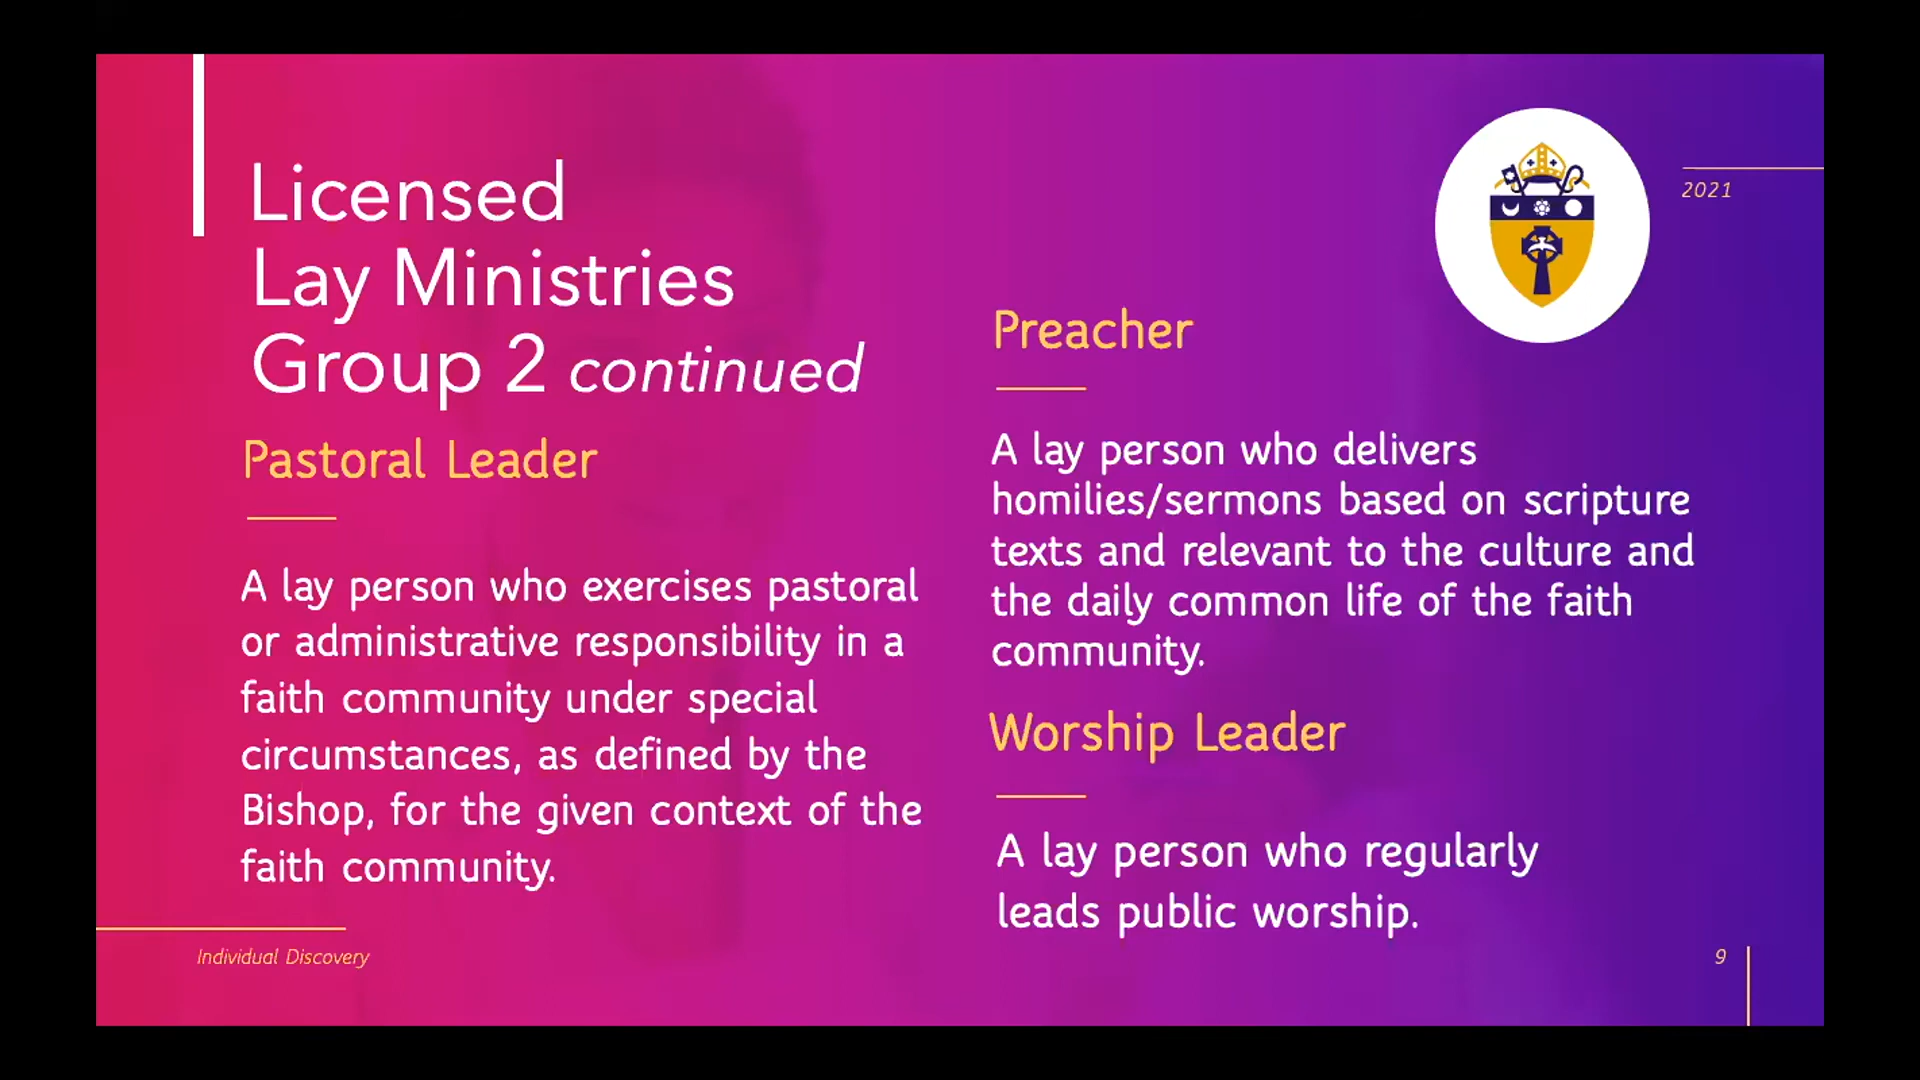 Licensed
Lay Ministries
Group 2 continued
Pastoral Leader
A lay person who exercises pastoral
or administrative responsibility in a
faith community under special
circumstances, as defined by the
Bishop, for the given context of the
faith community.
Individual Discovery
2021
Preacher
A lay person who delivers
homilies/sermons based on scripture
texts and relevant to the culture and
the daily common life of the faith
community.
Worship Leader
A lay person who regularly
leads public worship.
9